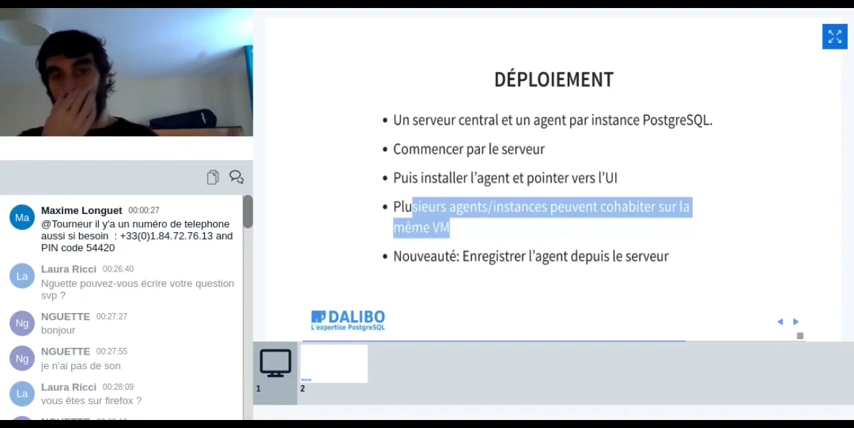 Ma
Maxime Longuet 00:00:27
@Tourneur il y'a un numéro de telephone
aussi si besoin : +33(0)1.84.72.76.13 and
PIN code 54420
La
Laura Ricci 00:26:40
Nguette pouvez-vous écrire votre question
svp ?
Ng
NGUETTE 00:27:27
bonjour
Ng
NGUETTE 00:27:55
je n'ai pas de son
La
Laura Ricci 00:28:09
vous êtes sur firefox ?
DÉPLOIEMENT
• Un serveur central et un agent par instance PostgreSQL.
• Commencer par le serveur
• Puis installer l'agent et pointer vers l'UI
• Plusieurs agents/instances peuvent cohabiter sur la
même VM
• Nouveauté: Enregistrer l'agent depuis le serveur
DALIBO
L'expertise PostgreSQL
1
2